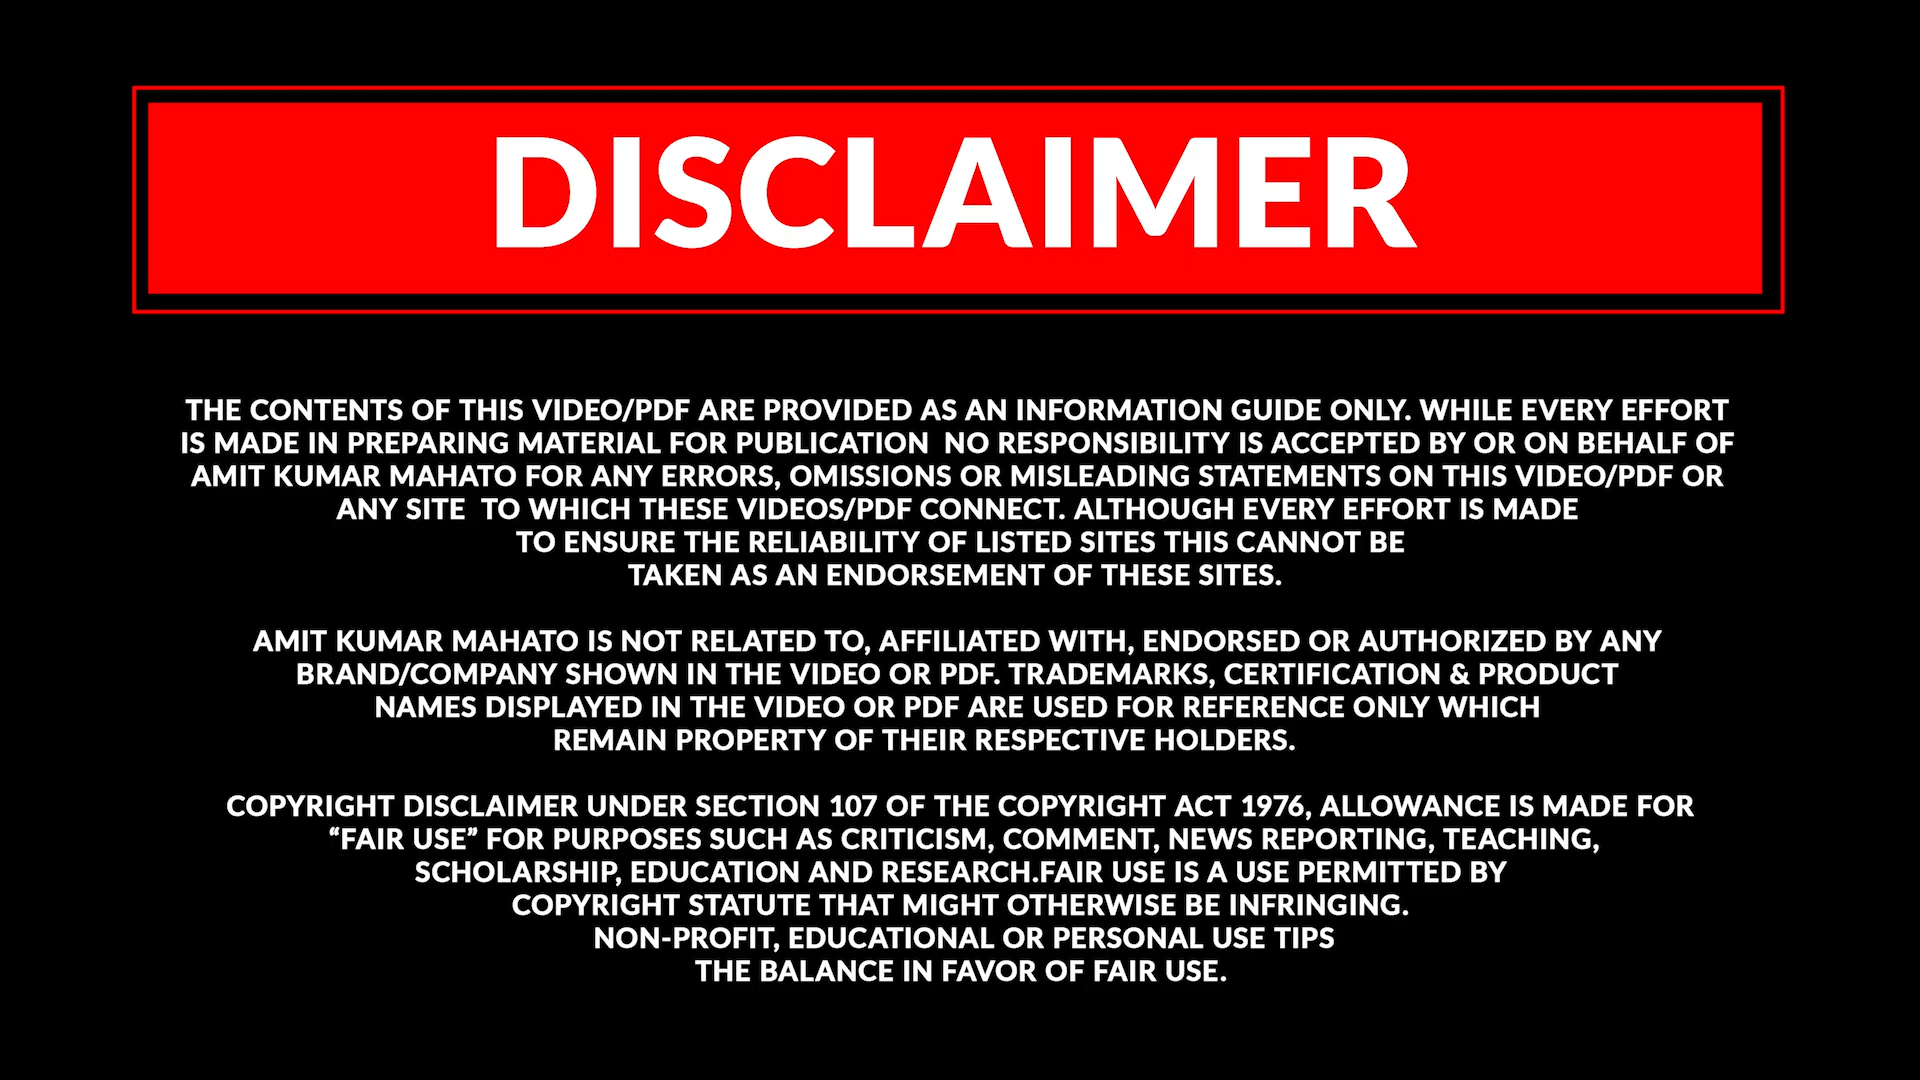 DISCLAIMER
THE CONTENTS OF THIS VIDEO/PDF ARE PROVIDED AS AN INFORMATION GUIDE ONLY. WHILE EVERY EFFORT
IS MADE IN PREPARING MATERIAL FOR PUBLICATION  NO RESPONSIBILITY IS ACCEPTED BY OR ON BEHALF OF
AMIT KUMAR MAHATO FOR ANY ERRORS, OMISSIONS OR MISLEADING STATEMENTS ON THIS VIDEO/PDF OR
ANY SITE  TO WHICH THESE VIDEOS/PDF CONNECT. ALTHOUGH EVERY EFFORT IS MADE
TO ENSURE THE RELIABILITY OF LISTED SITES THIS CANNOT BE
TAKEN AS AN ENDORSEMENT OF THESE SITES.
AMIT KUMAR MAHATO IS NOT RELATED TO, AFFILIATED WITH, ENDORSED OR AUTHORIZED BY ANY
BRAND/COMPANY SHOWN IN THE VIDEO OR PDF. TRADEMARKS, CERTIFICATION & PRODUCT
NAMES DISPLAYED IN THE VIDEO OR PDF ARE USED FOR REFERENCE ONLY WHICH
REMAIN PROPERTY OF THEIR RESPECTIVE HOLDERS.
COPYRIGHT DISCLAIMER UNDER SECTION 107 OF THE COPYRIGHT ACT 1976, ALLOWANCE IS MADE FOR
“FAIR USE” FOR PURPOSES SUCH AS CRITICISM, COMMENT, NEWS REPORTING, TEACHING,
SCHOLARSHIP, EDUCATION AND RESEARCH.FAIR USE IS A USE PERMITTED BY
COPYRIGHT STATUTE THAT MIGHT OTHERWISE BE INFRINGING.
NON-PROFIT, EDUCATIONAL OR PERSONAL USE TIPS
THE BALANCE IN FAVOR OF FAIR USE.